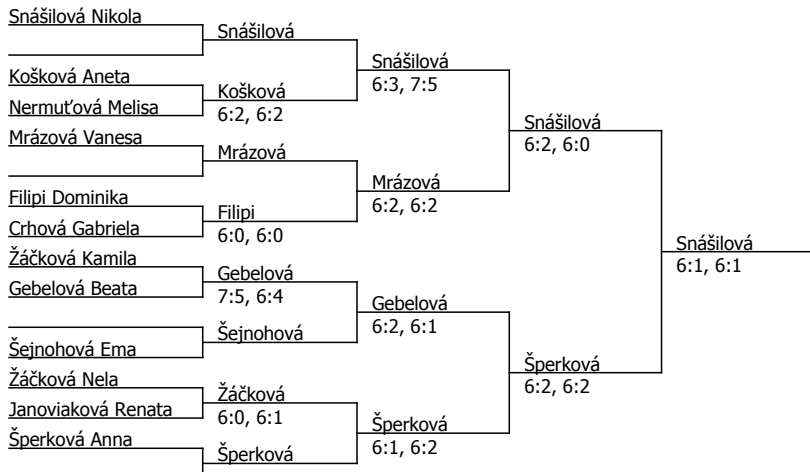 Snášilová Nikola
Snášilová
Košková Aneta
Nermuťová Melisa
Košková
6:2, 6:2
Snášilová
6:3, 7:5
Mrázová Vanesa
Mrázová
Filipi Dominika
Crhová Gabriela
Filipi
6:0, 6:0
Mrázová
6:2, 6:2
Snášilová
6:2, 6:0
Žáčková Kamila
Gebelová Beata
Gebelová
7:5, 6:4
Šejnohová Ema
Šejnohová
Gebelová
6:2, 6:1
Žáčková Nela
Janoviaková Renata
Žáčková
6:0, 6:1
Šperková Anna
Šperková
Šperková
6:1, 6:2
Šperková
6:2, 6:2
Snášilová
6:1, 6:1